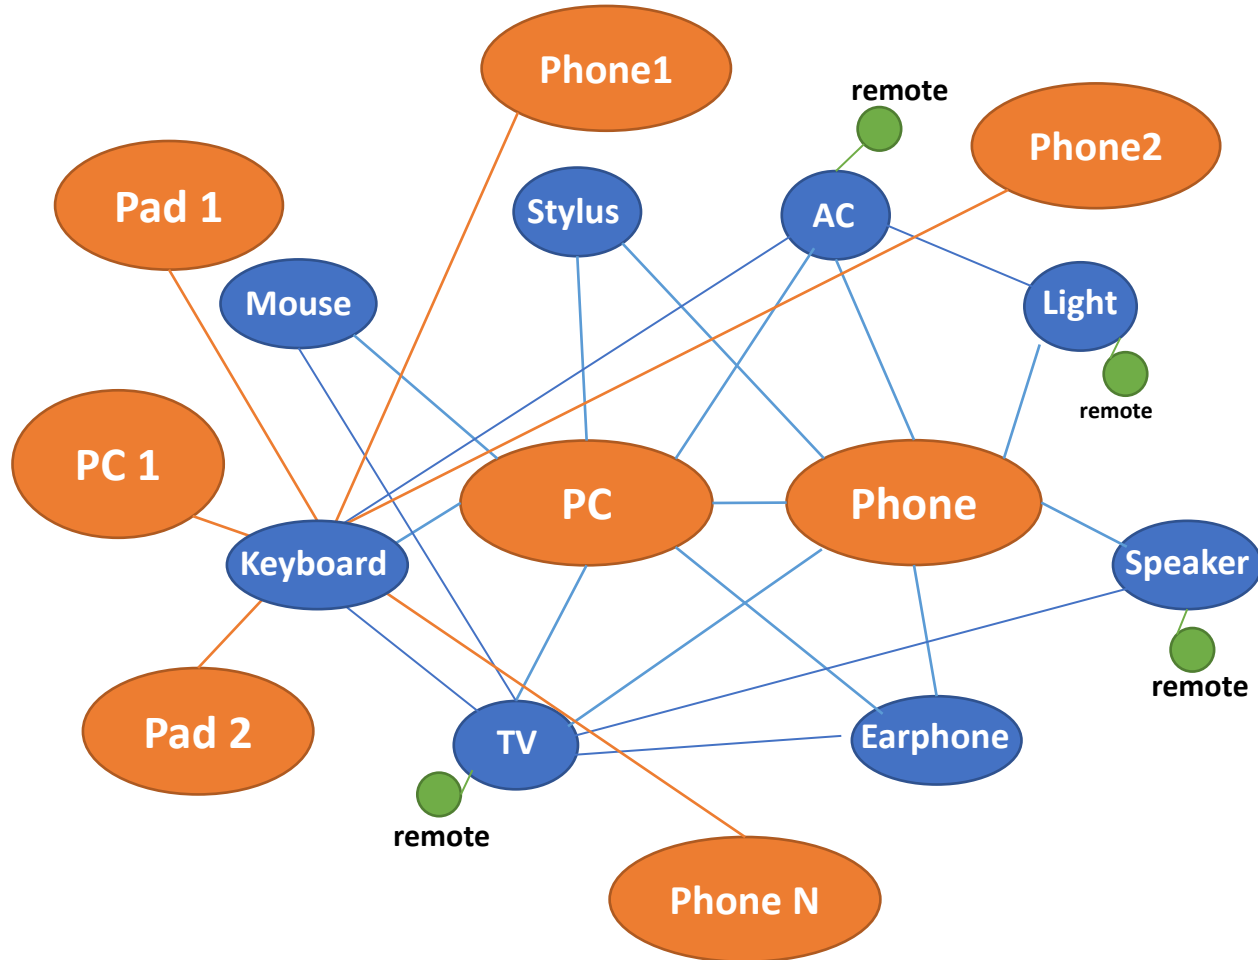 Phone1
remote
Phone2
Pad 1
Stylus
AC
Mouse
Light
remote
PC 1
PC
Phone
Keyboard
Speaker
remote
Pad 2
TV
Earphone
remote
Phone N